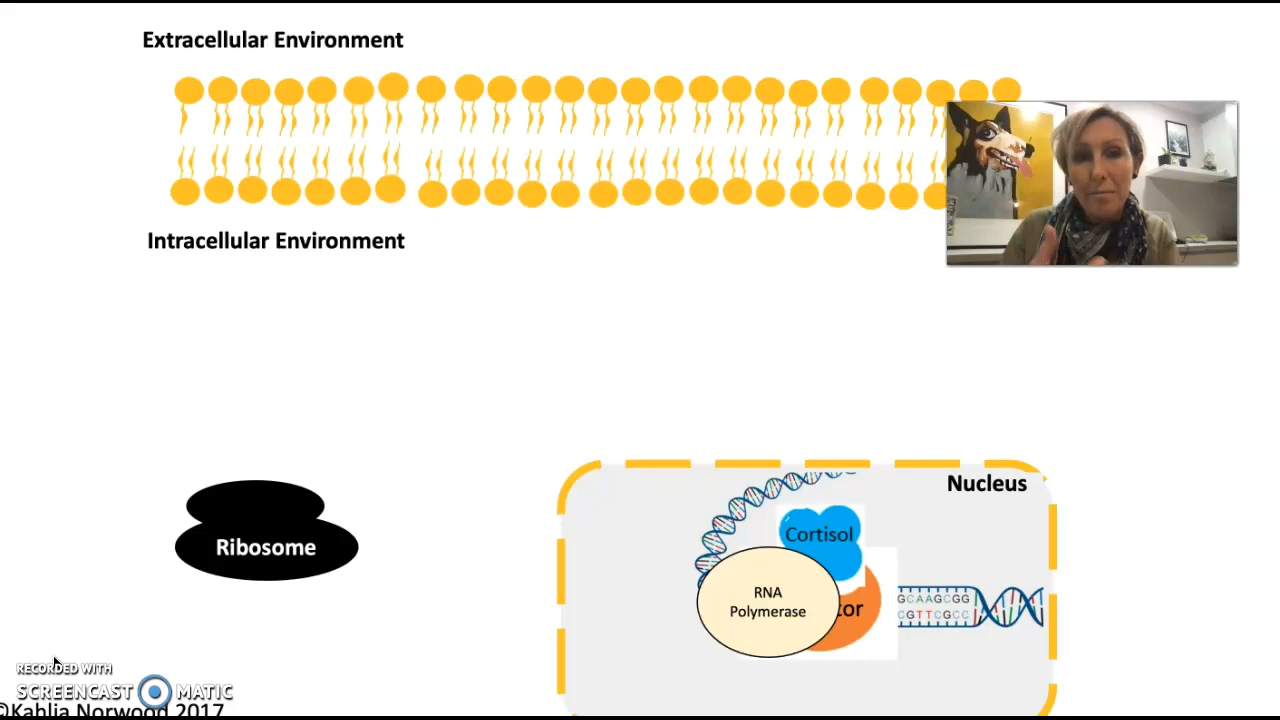 Extracellular Environment
Intracellular Environment
Nucleus
Cortisol
RNA
Polymerase
tor
GCAAGCGG
CGTTCGCC
Ribosome
RECORDED WITH
SCREENCAST MATIC
©Kahlia Norwood 2017